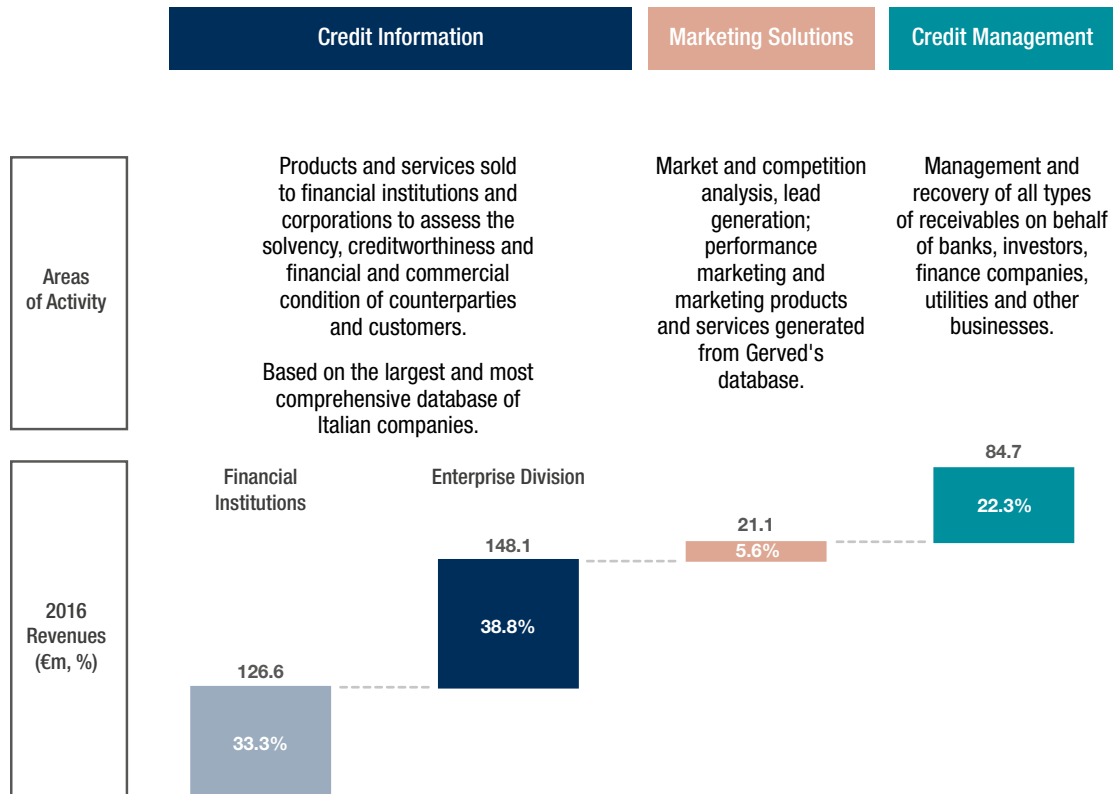 Credit Information
Marketing Solutions
Credit Management
Areas
of Activity
Products and services sold
to financial institutions and
corporations to assess the
solvency, creditworthiness and
financial and commercial
condition of counterparties
and customers.
Based on the largest and most
comprehensive database of
Italian companies.
Market and competition
analysis, lead
generation;
performance
marketing and
marketing products
and services generated
from Gerved's
database.
Management and
recovery of all types
of receivables on behalf
of banks, investors,
finance companies,
utilities and other
businesses.
2016
Revenues
(€m, %)
Financial
Institutions
126.6
33.3%
Enterprise Division
148.1
38.8%
21.1
5.6%
84.7
22.3%